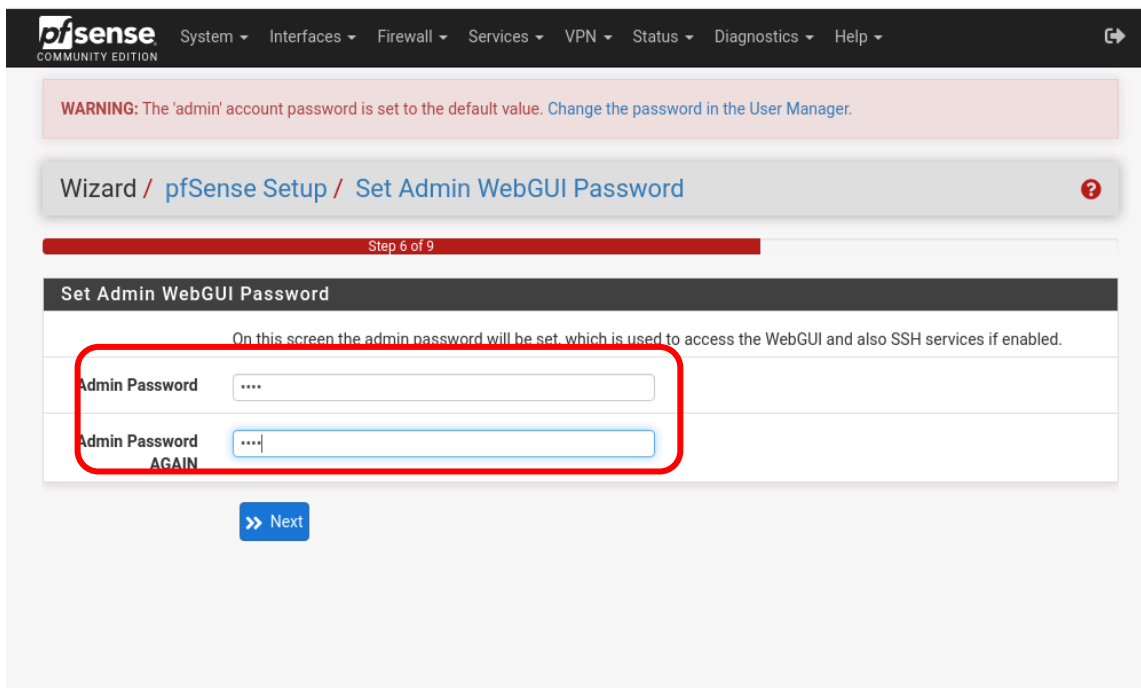 pfsense System Interfaces Firewall Services VPN Status Diagnostics Help
COMMUNITY EDITION
WARNING: The 'admin' account password is set to the default value. Change the password in the User Manager.
Wizard / pfSense Setup / Set Admin WebGUI Password
Step 6 of 9
Set Admin WebGUI Password
On this screen the admin password will be set, which is used to access the WebGUI and also SSH services if enabled.
Admin Password ••••
Admin Password ••••
AGAIN
Next